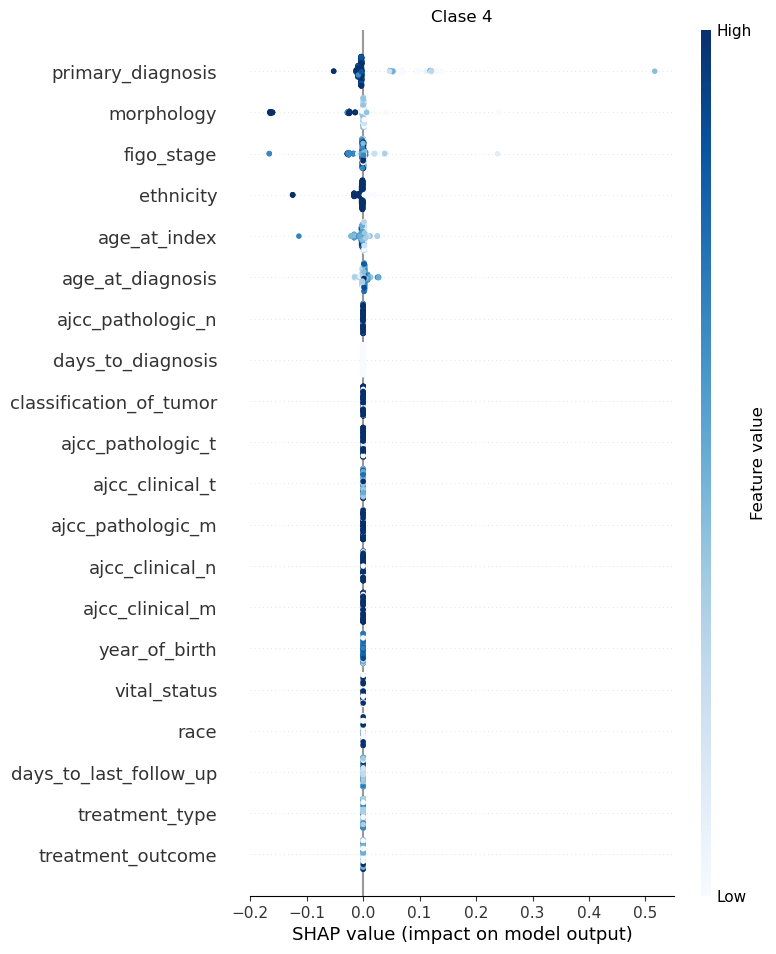 Clase 4
High
primary_diagnosis
morphology
figo_stage
ethnicity
age_at_index
age_at_diagnosis
ajcc_pathologic_n
days_to_diagnosis
classification_of_tumor
ajcc_pathologic_t
ajcc_clinical_t
ajcc_pathologic_m
ajcc_clinical_n
ajcc_clinical_m
year_of_birth
vital_status
race
days_to_last_follow_up
treatment_type
treatment_outcome
Feature value
Low
−0.2 −0.1 0.0 0.1 0.2 0.3 0.4 0.5
SHAP value (impact on model output)